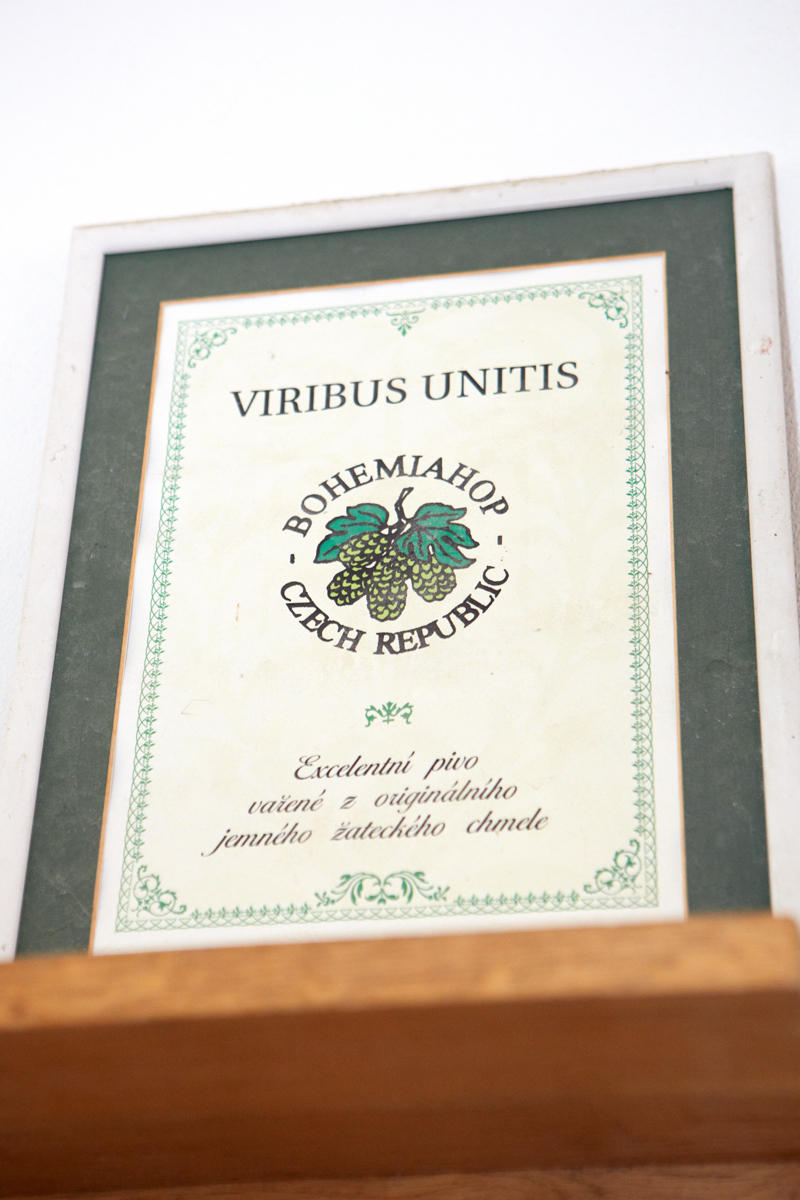 VIRIBUS UNITIS
BOHEMIAHOP
- CZECH REPUBLIC -
Excelentní pivo
vařené z originálního
jemného žateckého chmele